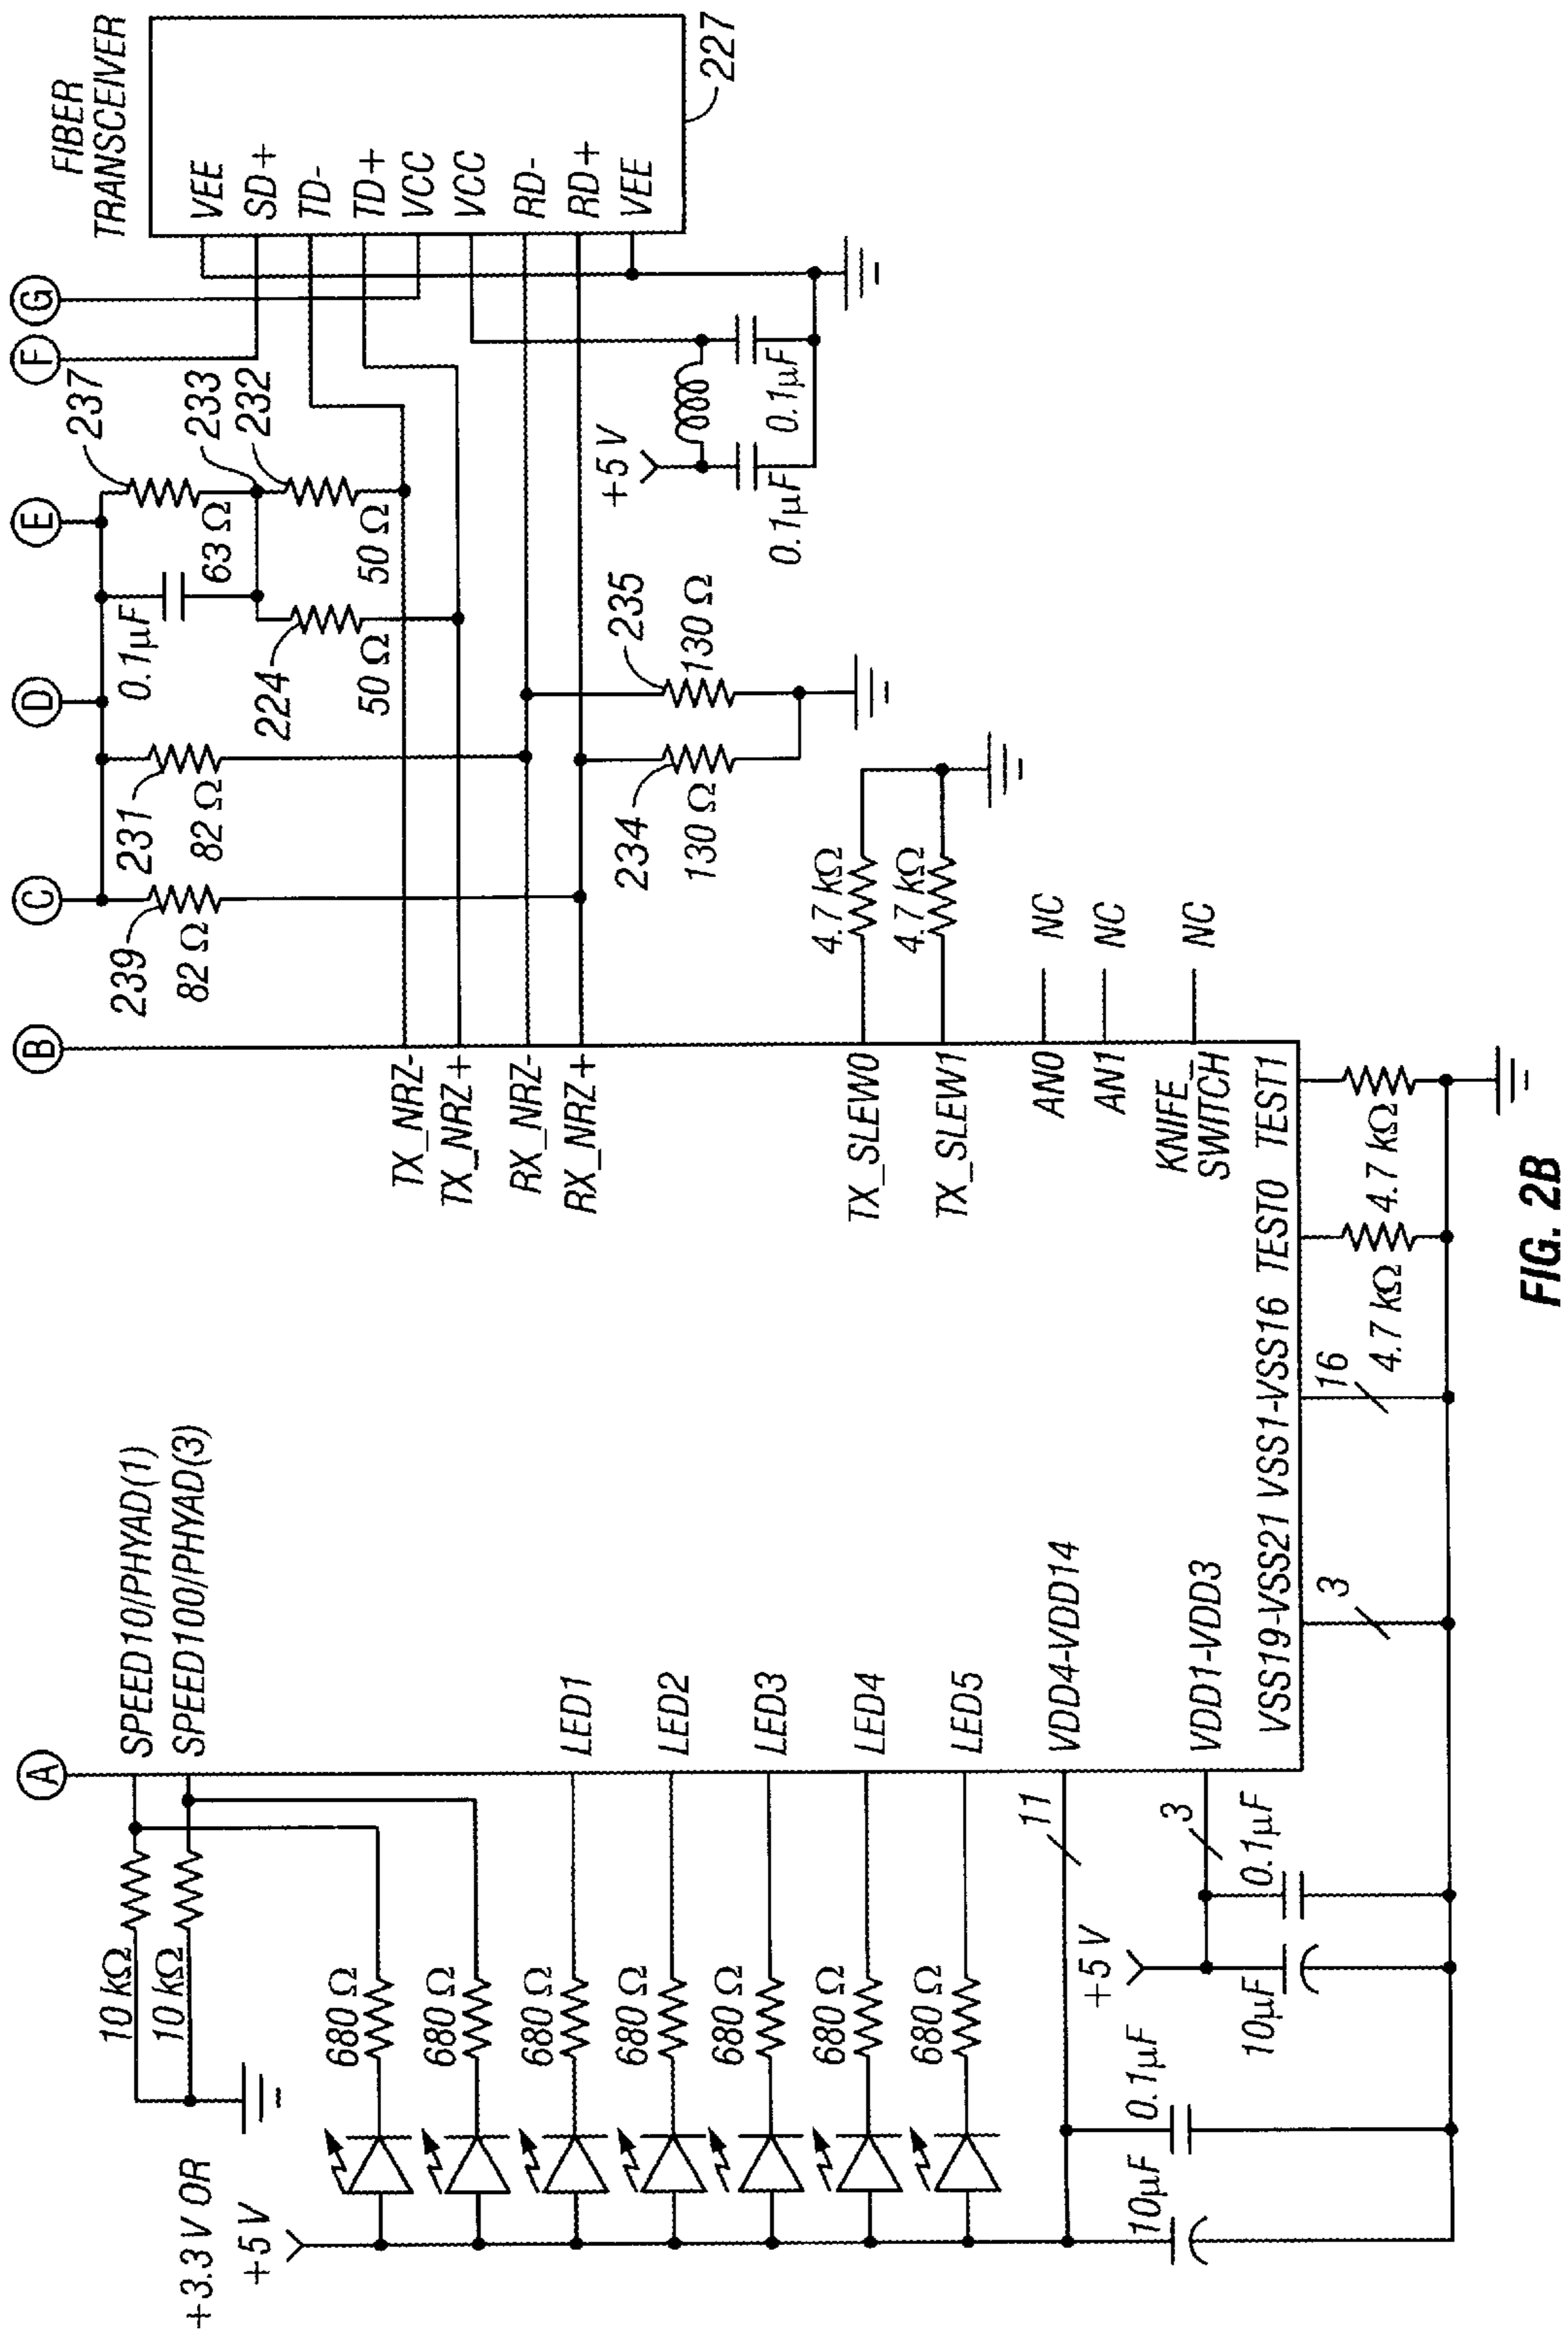 FIBER
TRANSCEIVER
VEE
SD+
TD-
TD+
VCC
VCC
RD-
RD+
VEE
227
G
F
E
D
C
B
A
237
233
232
63 Ω
50 Ω
0.1µF
224
50 Ω
231
82 Ω
239
82 Ω
+5 V
0.1µF
0.1µF
235
130 Ω
234
130 Ω
TX_NRZ-
TX_NRZ+
RX_NRZ-
RX_NRZ+
4.7 kΩ
4.7 kΩ
TX_SLEW0
TX_SLEW1
AN0
NC
AN1
NC
KNIFE_
SWITCH
NC
SPEED10/PHYAD(1)
SPEED100/PHYAD(3)
10 kΩ
10 kΩ
+3.3 V OR
+5 V
680 Ω
680 Ω
680 Ω
LED1
680 Ω
LED2
680 Ω
LED3
680 Ω
LED4
680 Ω
LED5
VDD4-VDD14
11
VDD1-VDD3
3
+5 V
10µF
0.1µF
10µF
0.1µF
VSS19-VSS21 VSS1-VSS16 TEST0 TEST1
3
16
4.7 kΩ
4.7 kΩ
FIG. 2B